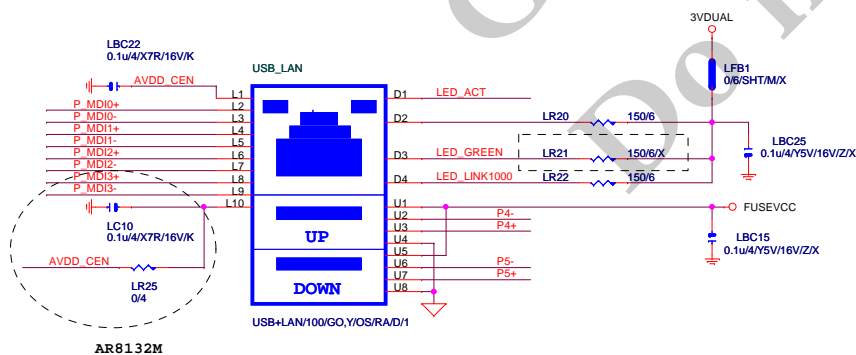 3VDUAL
LBC22
0.1u/4/X7R/16V/K
USB_LAN
LFB1
0/6/SHT/M/X
AVDD_CEN
L1
D1
LED_ACT
P_MDI0+
L2
P_MDI0-
L3
D2
LR20
150/6
P_MDI1+
L4
P_MDI1-
L5
LBC25
0.1u/4/Y5V/16V/Z/X
P_MDI2+
L6
D3
LED_GREEN
LR21
150/6/X
P_MDI2-
L7
P_MDI3+
L8
D4
LED_LINK1000
LR22
150/6
P_MDI3-
L9
L10
U1
FUSEVCC
LC10
0.1u/4/X7R/16V/K
U2
P4-
U3
P4+
UP
U4
U5
LBC15
0.1u/4/Y5V/16V/Z/X
AVDD_CEN
U6
P5-
U7
P5+
LR25
0/4
DOWN
U8
USB+LAN/100/GO,Y/OS/RA/D/1
AR8132M
Do